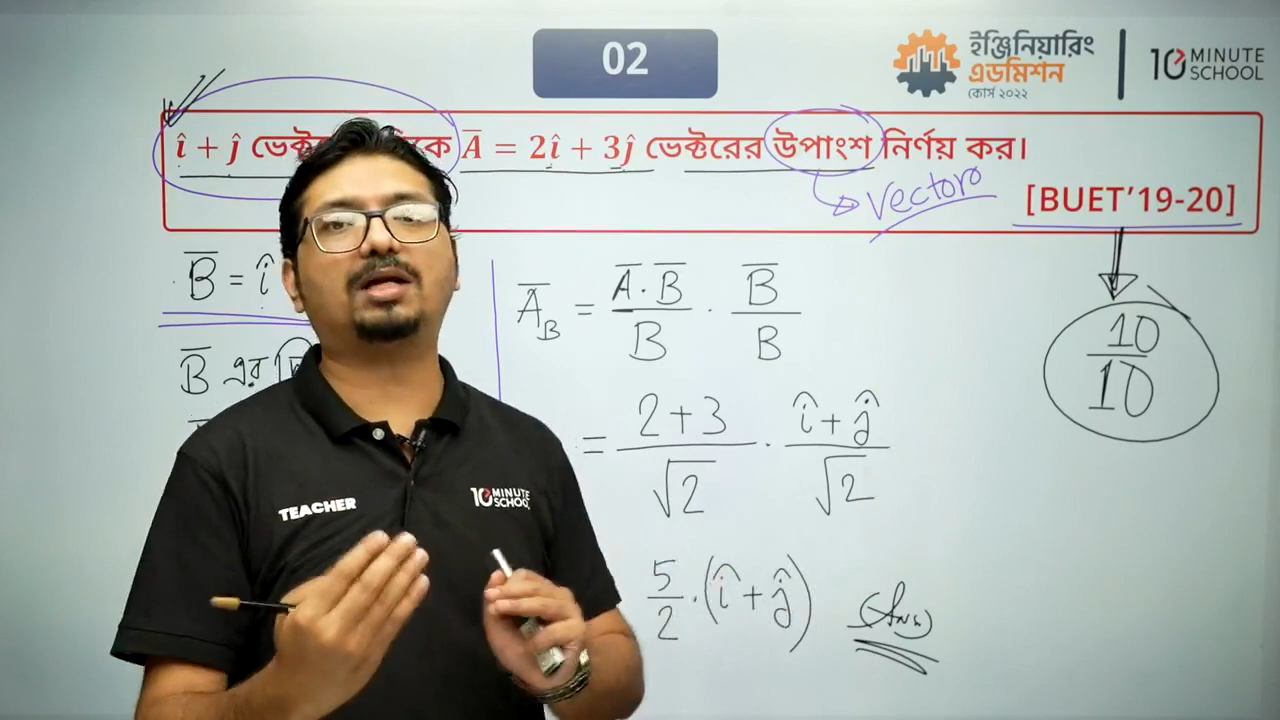 02
ইঞ্জিনিয়ারিং
এডমিশন
কোর্স ২০২২
10 MINUTE
SCHOOL
î + ĵ A̅ = 2î + 3ĵ ভেক্টরের উপাংশ নির্ণয় কর।
Vector
[BUET’19-20]
B̅ = î
A̅_B = A̅·B̅/B · B̅/B
10/10
B̅ এর
= 2+3/√2 · î+ĵ/√2
5/2 · (î + ĵ) (Ans)
TEACHER
10 MINUTE
SCHOOL